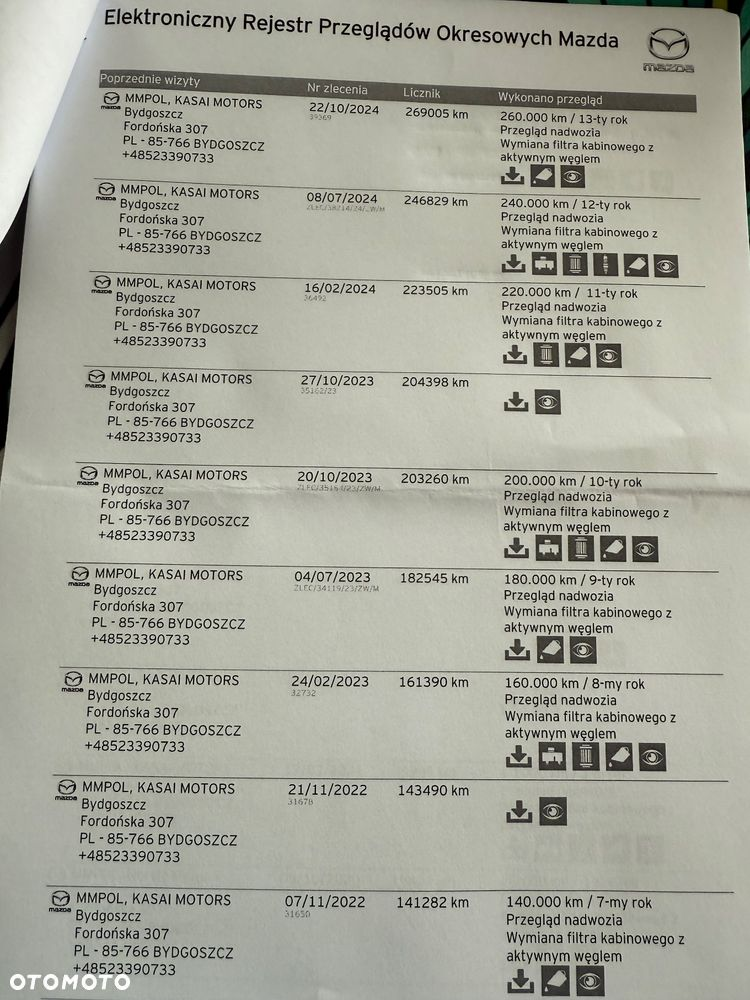 Elektroniczny Rejestr Przeglądów Okresowych Mazda
mazda
Poprzednie wizyty Nr zlecenia Licznik Wykonano przegląd
mazda MMPOL, KASAI MOTORS 22/10/2024 269005 km 260.000 km / 13-ty rok
Bydgoszcz 39369 Przegląd nadwozia
Fordońska 307 Wymiana filtra kabinowego z
PL - 85-766 BYDGOSZCZ aktywnym węglem
+48523390733
mazda MMPOL, KASAI MOTORS 08/07/2024 246829 km 240.000 km / 12-ty rok
Bydgoszcz Przegląd nadwozia
Fordońska 307 Wymiana filtra kabinowego z
PL - 85-766 BYDGOSZCZ aktywnym węglem
+48523390733
mazda MMPOL, KASAI MOTORS 16/02/2024 223505 km 220.000 km / 11-ty rok
Bydgoszcz 36492 Przegląd nadwozia
Fordońska 307 Wymiana filtra kabinowego z
PL - 85-766 BYDGOSZCZ aktywnym węglem
+48523390733
mazda MMPOL, KASAI MOTORS 27/10/2023 204398 km
Bydgoszcz 35162/23
Fordońska 307
PL - 85-766 BYDGOSZCZ
+48523390733
mazda MMPOL, KASAI MOTORS 20/10/2023 203260 km 200.000 km / 10-ty rok
Bydgoszcz Przegląd nadwozia
Fordońska 307 Wymiana filtra kabinowego z
PL - 85-766 BYDGOSZCZ aktywnym węglem
+48523390733
mazda MMPOL, KASAI MOTORS 04/07/2023 182545 km 180.000 km / 9-ty rok
Bydgoszcz ZLEC/34119/23/ZW/M Przegląd nadwozia
Fordońska 307 Wymiana filtra kabinowego z
PL - 85-766 BYDGOSZCZ aktywnym węglem
+48523390733
mazda MMPOL, KASAI MOTORS 24/02/2023 161390 km 160.000 km / 8-my rok
Bydgoszcz 32732 Przegląd nadwozia
Fordońska 307 Wymiana filtra kabinowego z
PL - 85-766 BYDGOSZCZ aktywnym węglem
+48523390733
mazda MMPOL, KASAI MOTORS 21/11/2022 143490 km
Bydgoszcz 31678
Fordońska 307
PL - 85-766 BYDGOSZCZ
+48523390733
mazda MMPOL, KASAI MOTORS 07/11/2022 141282 km 140.000 km / 7-my rok
Bydgoszcz 31650 Przegląd nadwozia
Fordońska 307 Wymiana filtra kabinowego z
PL - 85-766 BYDGOSZCZ aktywnym węglem
+48523390733
OTOMOTO